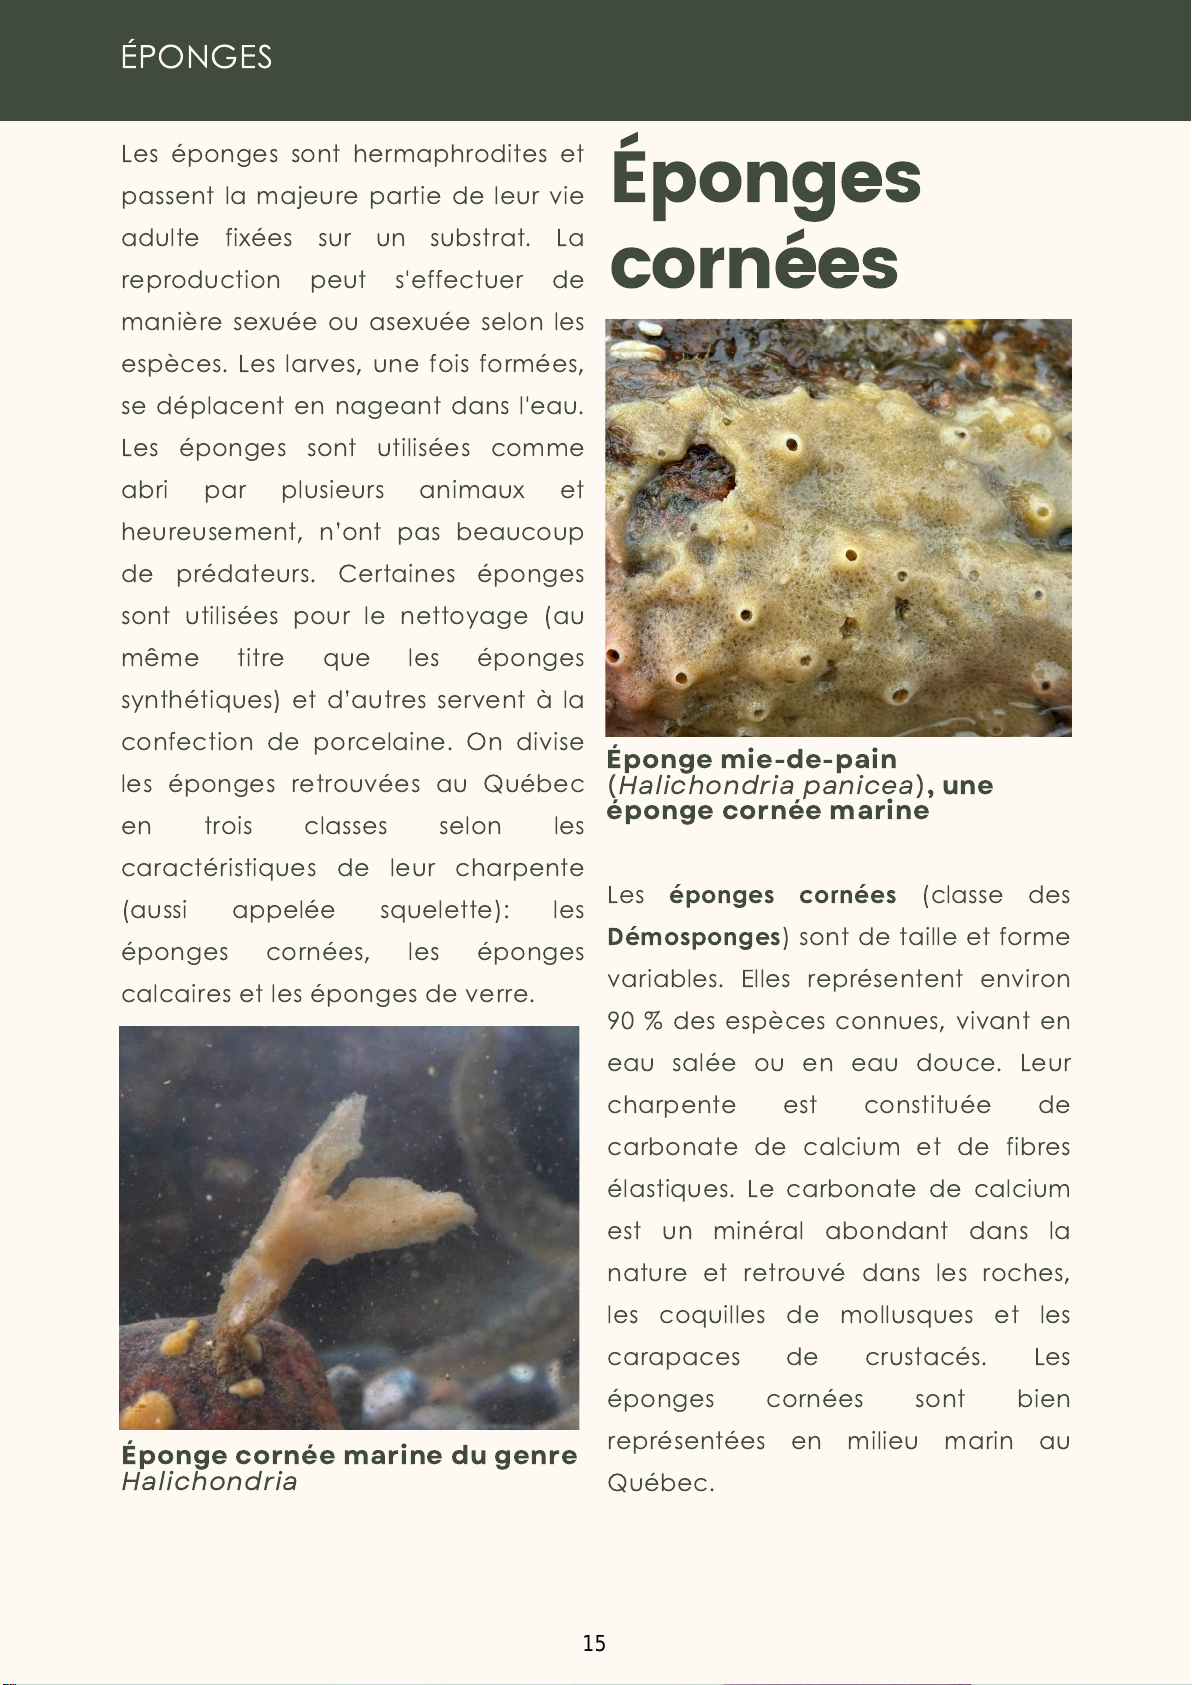 ÉPONGES
Les éponges sont hermaphrodites et
passent la majeure partie de leur vie
adulte fixées sur un substrat. La
reproduction peut s'effectuer de
manière sexuée ou asexuée selon les
espèces. Les larves, une fois formées,
se déplacent en nageant dans l'eau.
Les éponges sont utilisées comme
abri par plusieurs animaux et
heureusement, n’ont pas beaucoup
de prédateurs. Certaines éponges
sont utilisées pour le nettoyage (au
même titre que les éponges
synthétiques) et d’autres servent à la
confection de porcelaine. On divise
les éponges retrouvées au Québec
en trois classes selon les
caractéristiques de leur charpente
(aussi appelée squelette): les
éponges cornées, les éponges
calcaires et les éponges de verre.
Éponge cornée marine du genre
Halichondria
Éponges
cornées
Éponge mie-de-pain
(Halichondria panicea), une
éponge cornée marine
Les éponges cornées (classe des
Démosponges) sont de taille et forme
variables. Elles représentent environ
90 % des espèces connues, vivant en
eau salée ou en eau douce. Leur
charpente est constituée de
carbonate de calcium et de fibres
élastiques. Le carbonate de calcium
est un minéral abondant dans la
nature et retrouvé dans les roches,
les coquilles de mollusques et les
carapaces de crustacés. Les
éponges cornées sont bien
représentées en milieu marin au
Québec.
15